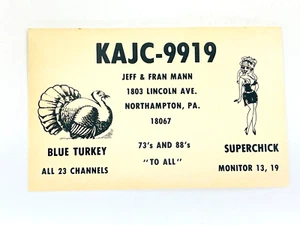 KAJC-9919
JEFF & FRAN MANN
1803 LINCOLN AVE.
NORTHAMPTON, PA.
18067
BLUE TURKEY
73's AND 88's
SUPERCHICK
ALL 23 CHANNELS
"TO ALL"
MONITOR 13, 19